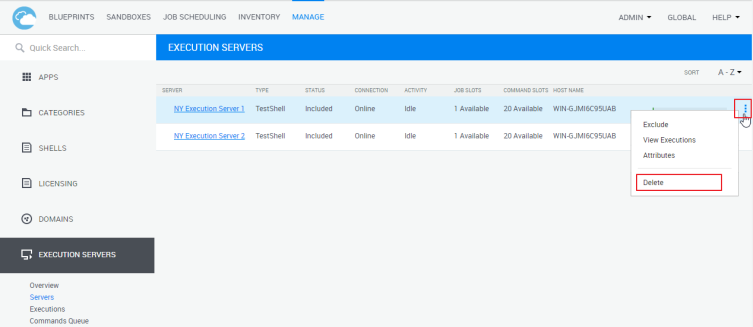 BLUEPRINTS SANDBOXES JOB SCHEDULING INVENTORY MANAGE ADMIN GLOBAL HELP
Quick Search...
EXECUTION SERVERS
SORT A - Z
APPS
SERVER TYPE STATUS CONNECTION ACTIVITY JOB SLOTS COMMAND SLOTS HOST NAME
NY Execution Server 1 TestShell Included Online Idle 1 Available 20 Available WIN-GJMI6C95UAB
CATEGORIES
Exclude
NY Execution Server 2 TestShell Included Online Idle 1 Available 20 Available WIN-GJMI6C95UAB
View Executions
SHELLS
Attributes
LICENSING
Delete
DOMAINS
EXECUTION SERVERS
Overview
Servers
Executions
Commands Queue